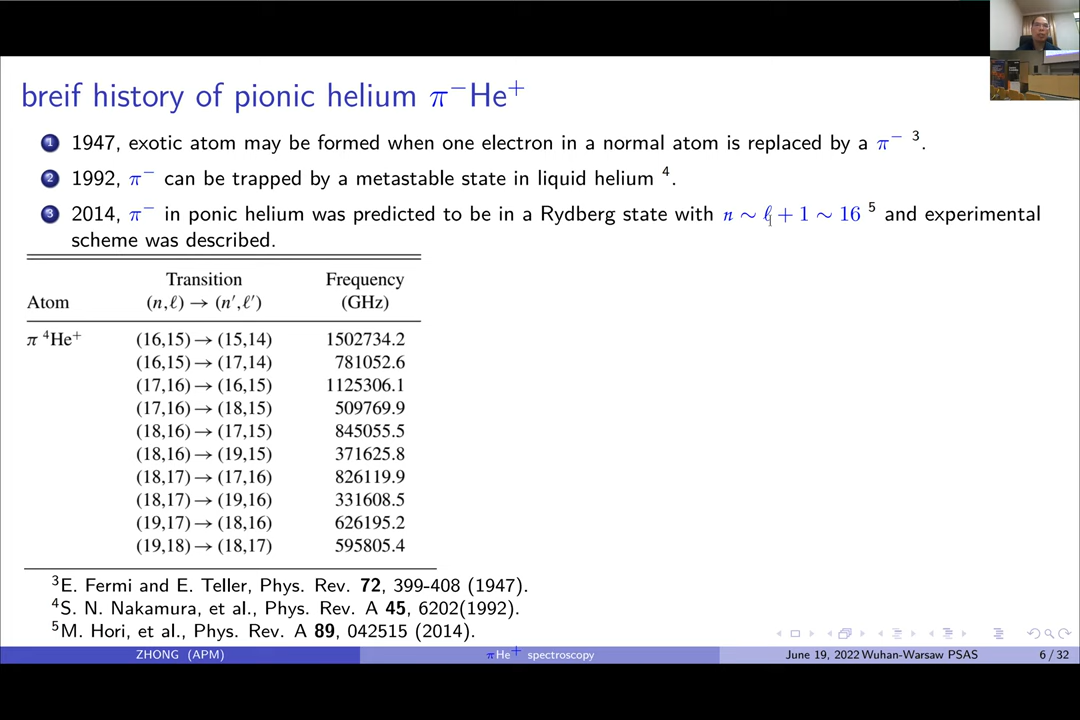 breif history of pionic helium π⁻He⁺
1 1947, exotic atom may be formed when one electron in a normal atom is replaced by a π⁻ ³.
2 1992, π⁻ can be trapped by a metastable state in liquid helium ⁴.
3 2014, π⁻ in ponic helium was predicted to be in a Rydberg state with n ∼ ℓ + 1 ∼ 16 ⁵ and experimental
scheme was described.
Transition Frequency
Atom (n,ℓ) → (n′,ℓ′) (GHz)
π ⁴He⁺ (16,15) → (15,14) 1502734.2
(16,15) → (17,14) 781052.6
(17,16) → (16,15) 1125306.1
(17,16) → (18,15) 509769.9
(18,16) → (17,15) 845055.5
(18,16) → (19,15) 371625.8
(18,17) → (17,16) 826119.9
(18,17) → (19,16) 331608.5
(19,17) → (18,16) 626195.2
(19,18) → (18,17) 595805.4
³E. Fermi and E. Teller, Phys. Rev. 72, 399-408 (1947).
⁴S. N. Nakamura, et al., Phys. Rev. A 45, 6202(1992).
⁵M. Hori, et al., Phys. Rev. A 89, 042515 (2014).
ZHONG (APM) πHe⁺ spectroscopy June 19, 2022 Wuhan-Warsaw PSAS 6 / 32